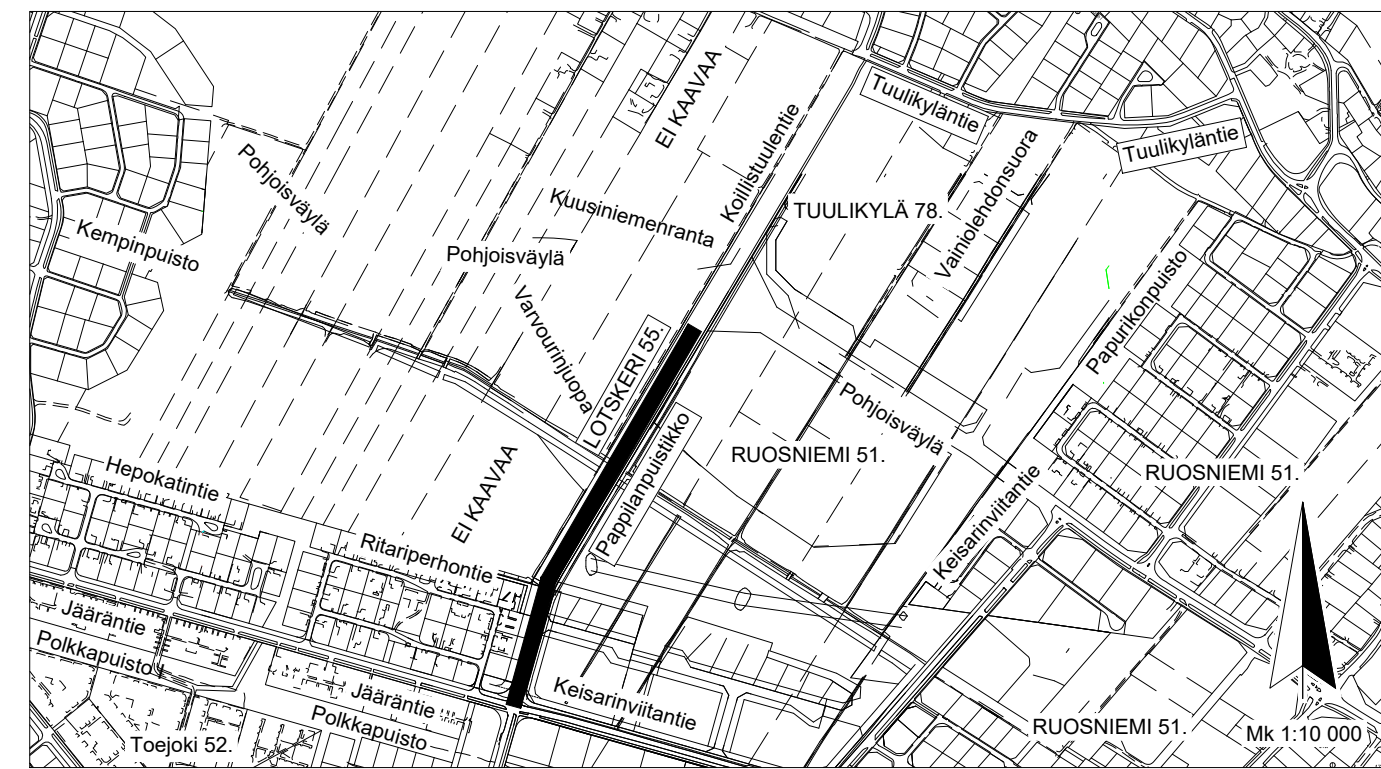 EI KAAVAA
Tuulikyläntie
Koillistuulentie
Tuulikyläntie
Pohjoisväylä
Vainiolehdonsuora
Kuusiniemenranta
TUULIKYLÄ 78.
Kempinpuisto
Pohjoisväylä
Papurikonpuisto
Varvourinjuopa
LOTSKERI 55.
Pohjoisväylä
RUOSNIEMI 51.
RUOSNIEMI 51.
Hepokatintie
EI KAAVAA
Pappilanpuistikko
Keisarinviitantie
Ritariperhontie
Jääräntie
Polkkapuisto
Jääräntie
Keisarinviitantie
Polkkapuisto
Toejoki 52.
RUOSNIEMI 51.
Mk 1:10 000